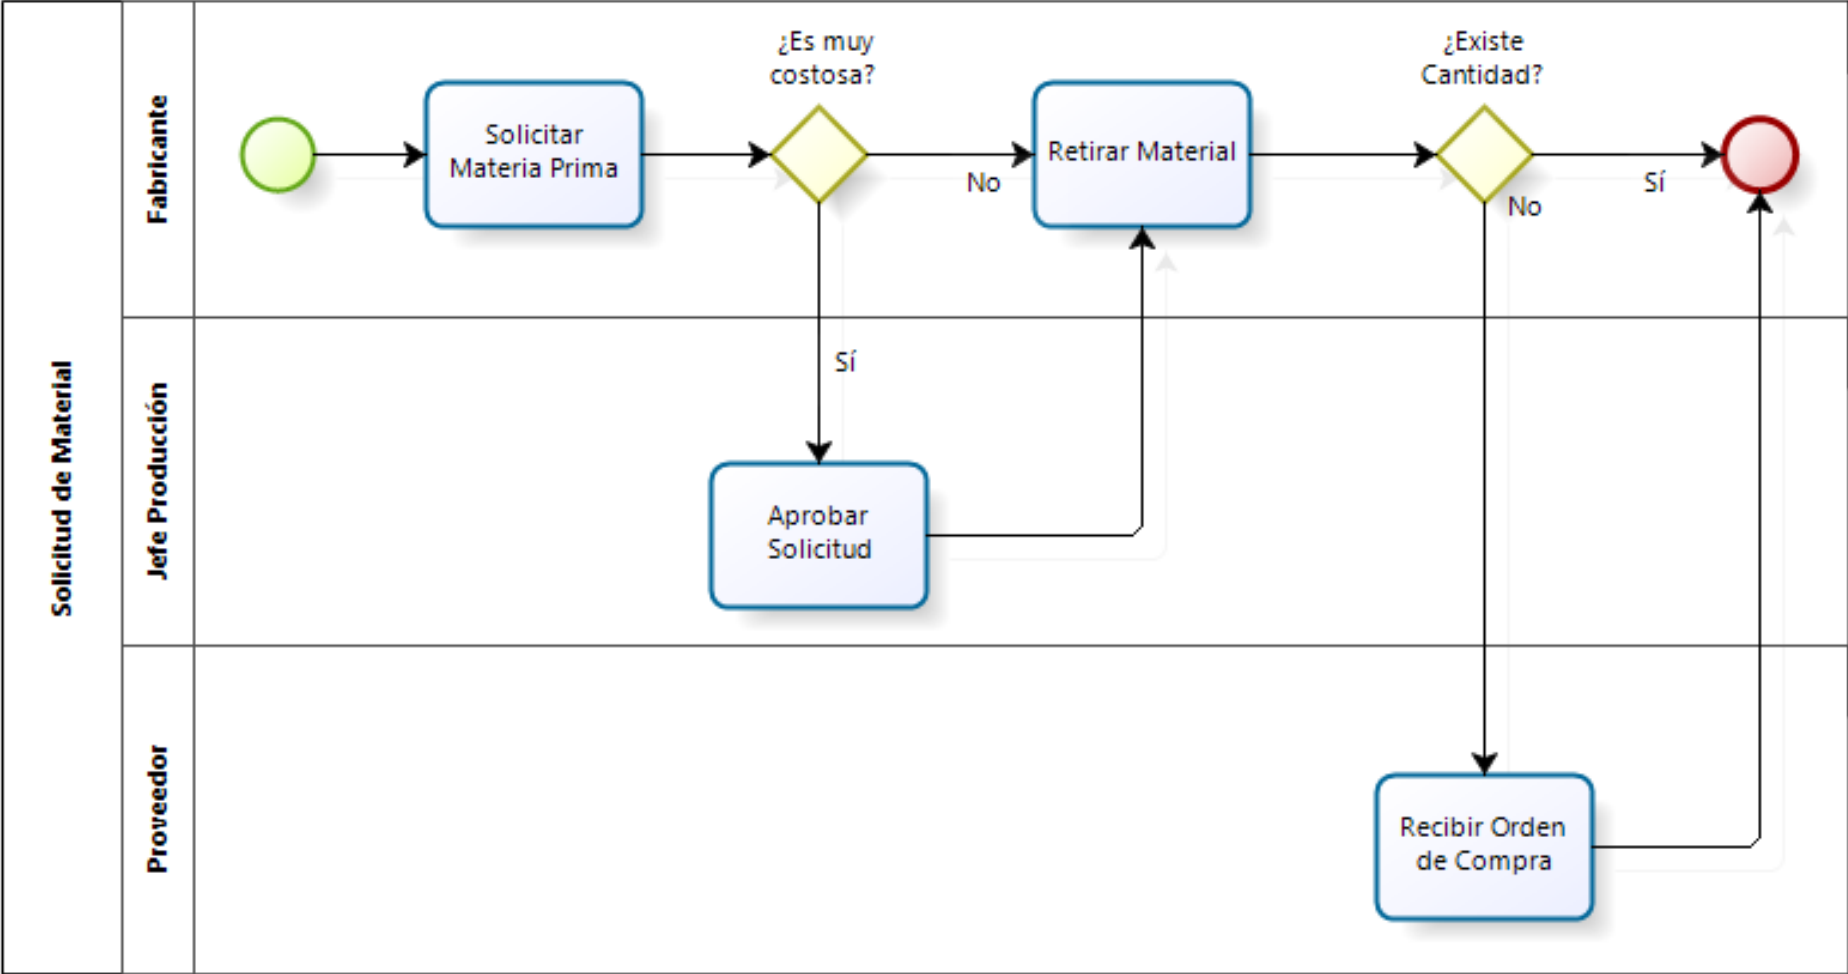 Solicitud de Material
Fabricante
Solicitar
Materia Prima
¿Es muy
costosa?
No
Sí
Retirar Material
¿Existe
Cantidad?
Sí
No
Jefe Producción
Aprobar
Solicitud
Proveedor
Recibir Orden
de Compra